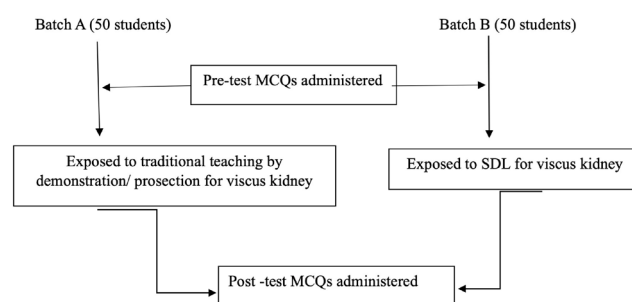 Batch A (50 students)
Batch B (50 students)
Pre-test MCQs administered
Exposed to traditional teaching by
demonstration/ prosection for viscus kidney
Exposed to SDL for viscus kidney
Post -test MCQs administered